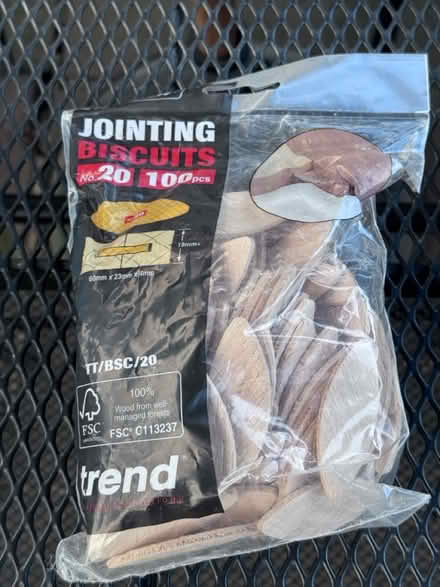 JOINTING
BISCUITS
No. 20 100pcs
19mm+
60mm x 23mm x 4mm
TT/BSC/20
100%
Wood from well-
managed forests
FSC
FSC® C113237
trend